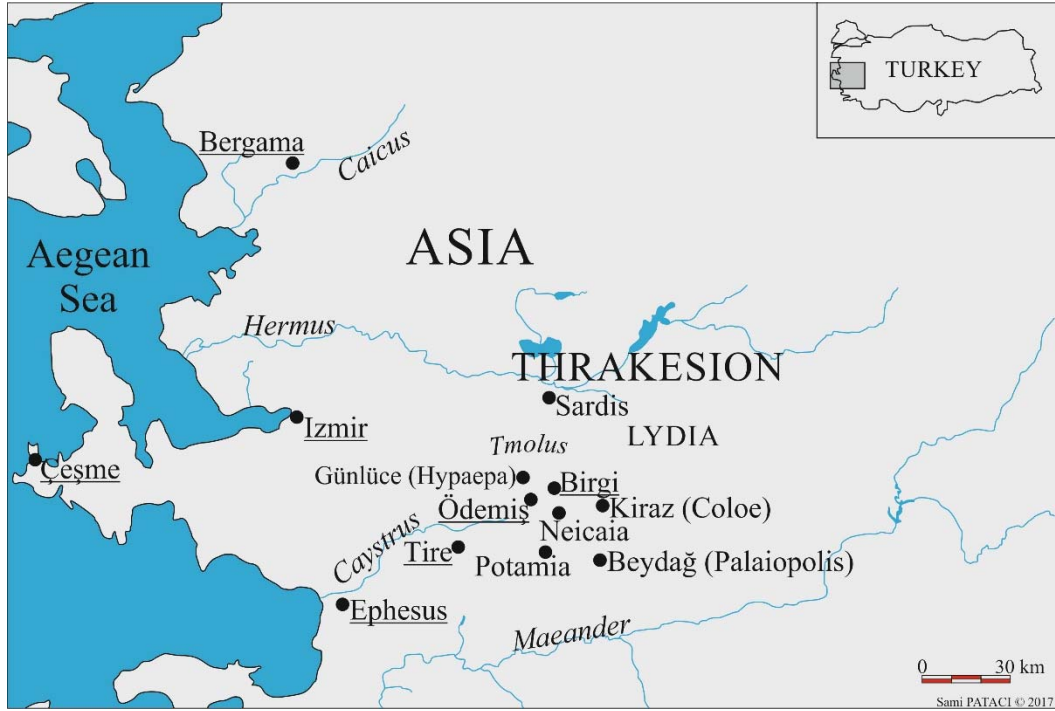 TURKEY
Bergama
Caicus
Aegean
Sea
ASIA
Hermus
THRAKESION
Sardis
Izmir
LYDIA
Tmolus
Çeşme
Günlüce (Hypaepa)
Birgi
Ödemiş
Kiraz (Coloe)
Neicaia
Caystrus
Tire
Potamia
Beydağ (Palaiopolis)
Ephesus
Maeander
0 30 km
Sami PATACI © 2017